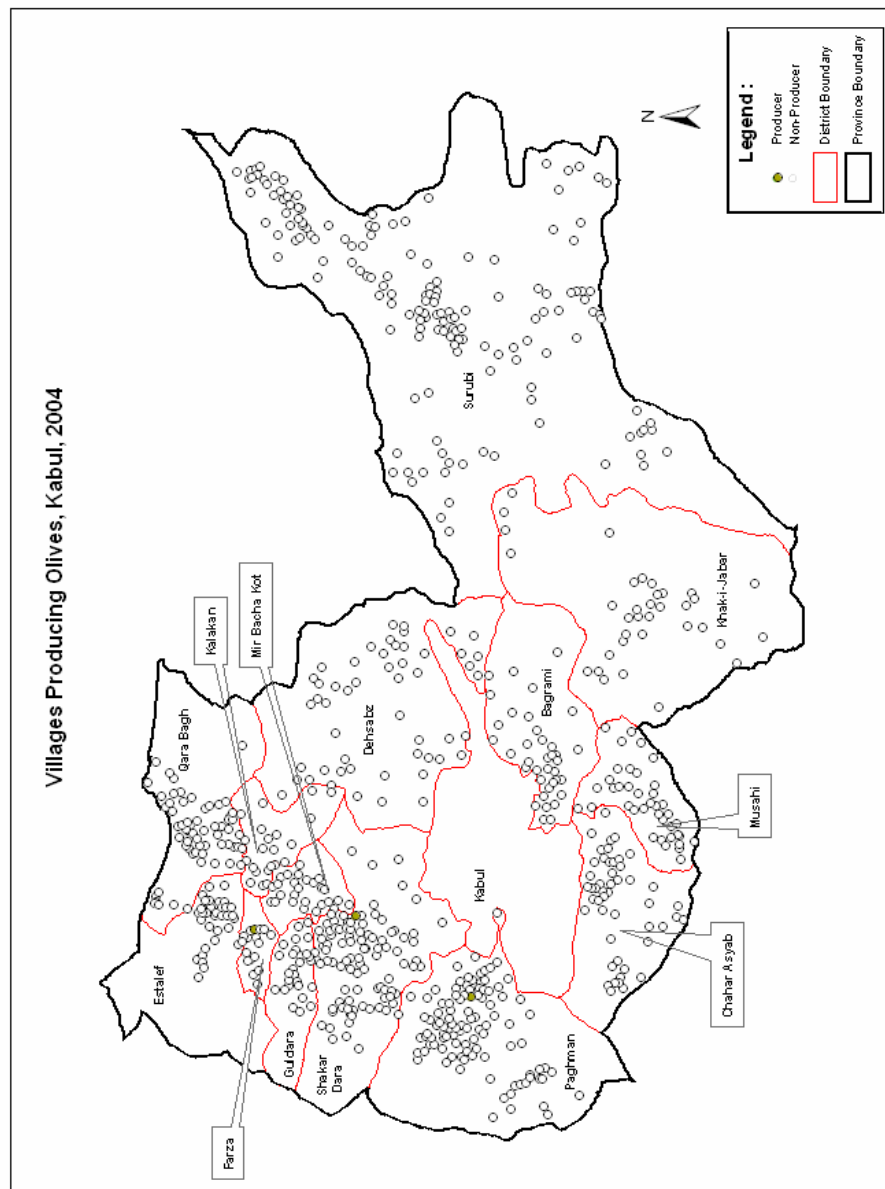 Villages Producing Olives, Kabul, 2004
Kalakan
Mir Bacha Kot
Qara Bagh
Estalef
Farza
Guldara
Shakar
Dara
Dehsabz
Surubi
Kabul
Bagrami
Khak-i-Jabar
Paghman
Chahar Asyab
Musahi
N
Legend :
Producer
Non-Producer
District Boundary
Province Boundary